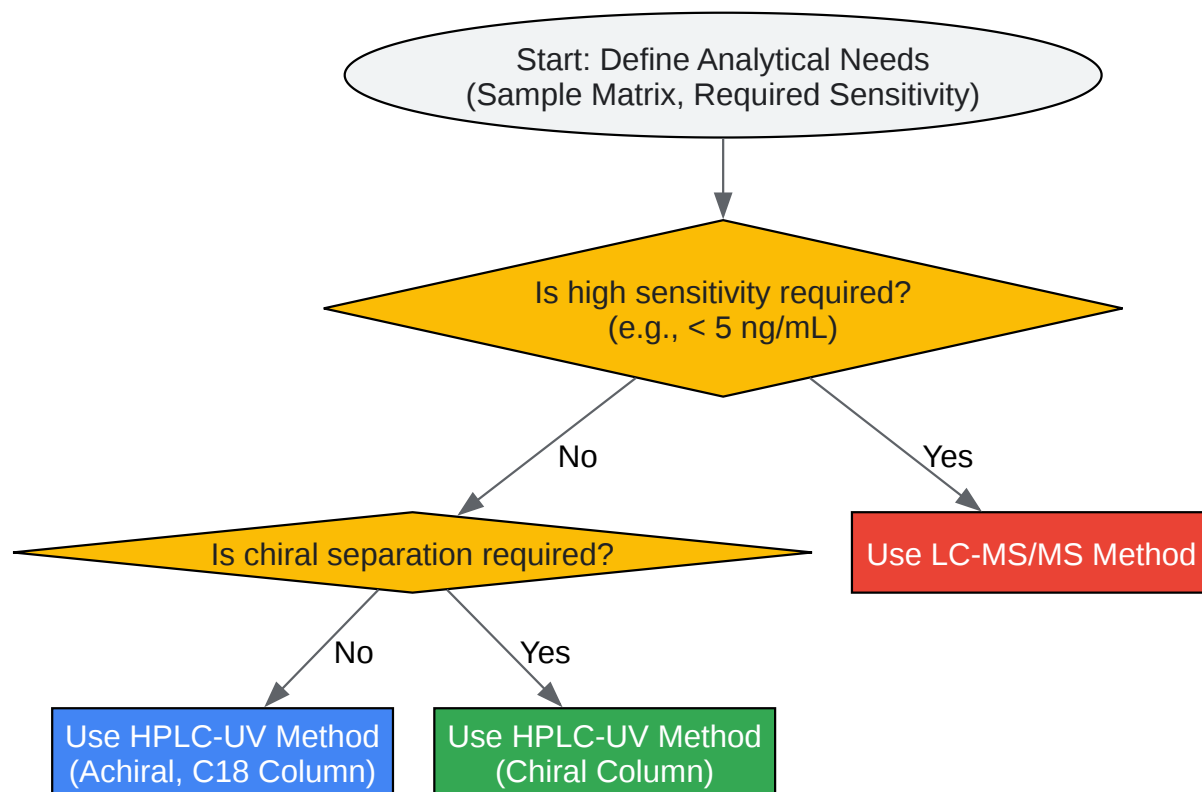 Start: Define Analytical Needs
(Sample Matrix, Required Sensitivity)
Is high sensitivity required?
(e.g., < 5 ng/mL)
No
Yes
Is chiral separation required?
Use LC-MS/MS Method
No
Yes
Use HPLC-UV Method
(Achiral, C18 Column)
Use HPLC-UV Method
(Chiral Column)